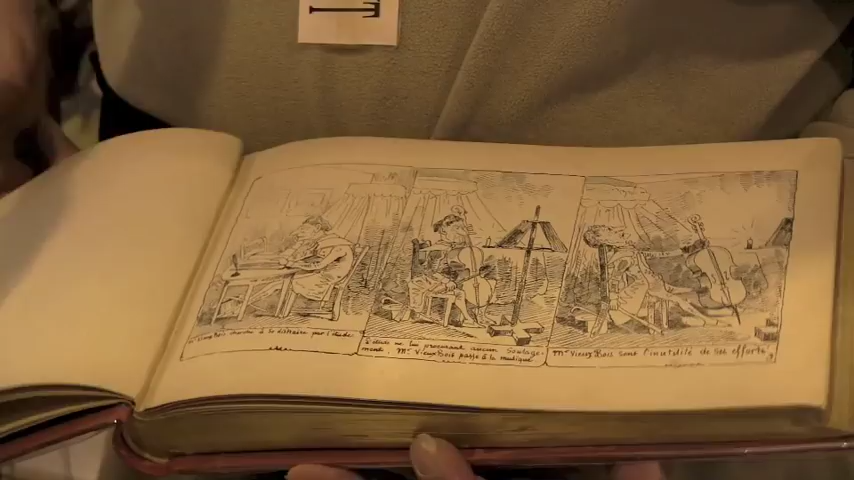 Mr Vieux Bois cherche à se distraire par l'étude.
L'étude ne lui procurant aucun Soulage-
ment, Mr Vieux Bois passe à la musique.
Mr Vieux Bois sent l'inutilité de ses efforts.